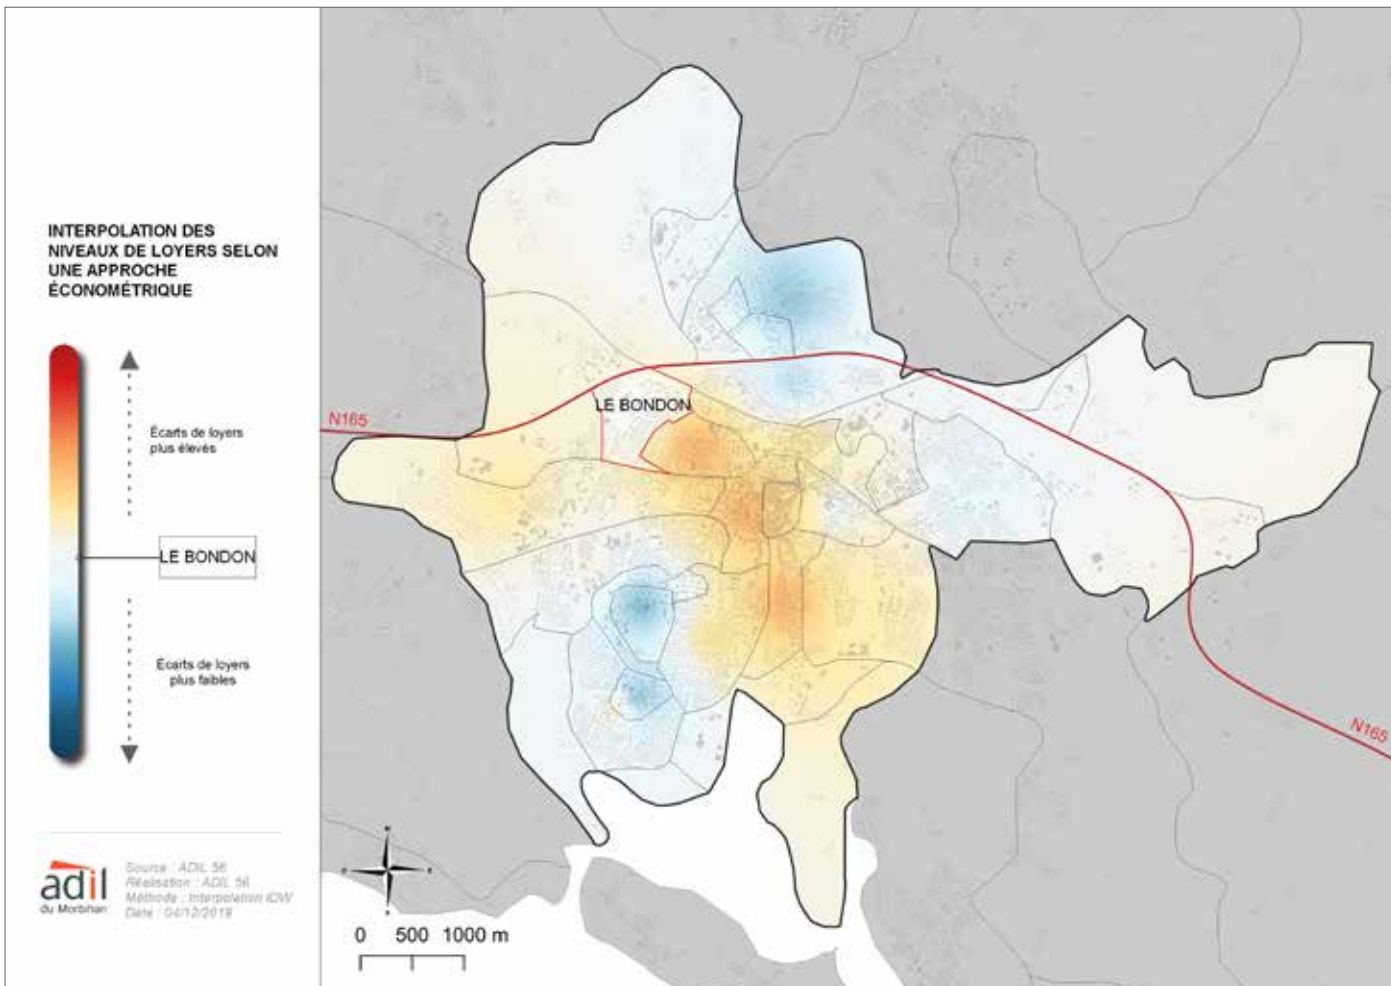 INTERPOLATION DES
NIVEAUX DE LOYERS SELON
UNE APPROCHE
ÉCONOMÉTRIQUE
Écarts de loyers
plus élevés
LE BONDON
Écarts de loyers
plus faibles
adil
du Morbihan
Source : ADIL 56
Réalisation : ADIL 56
Méthode : Interpolation IDW
Date : 04/12/2019
N165
LE BONDON
N165
0 500 1000 m